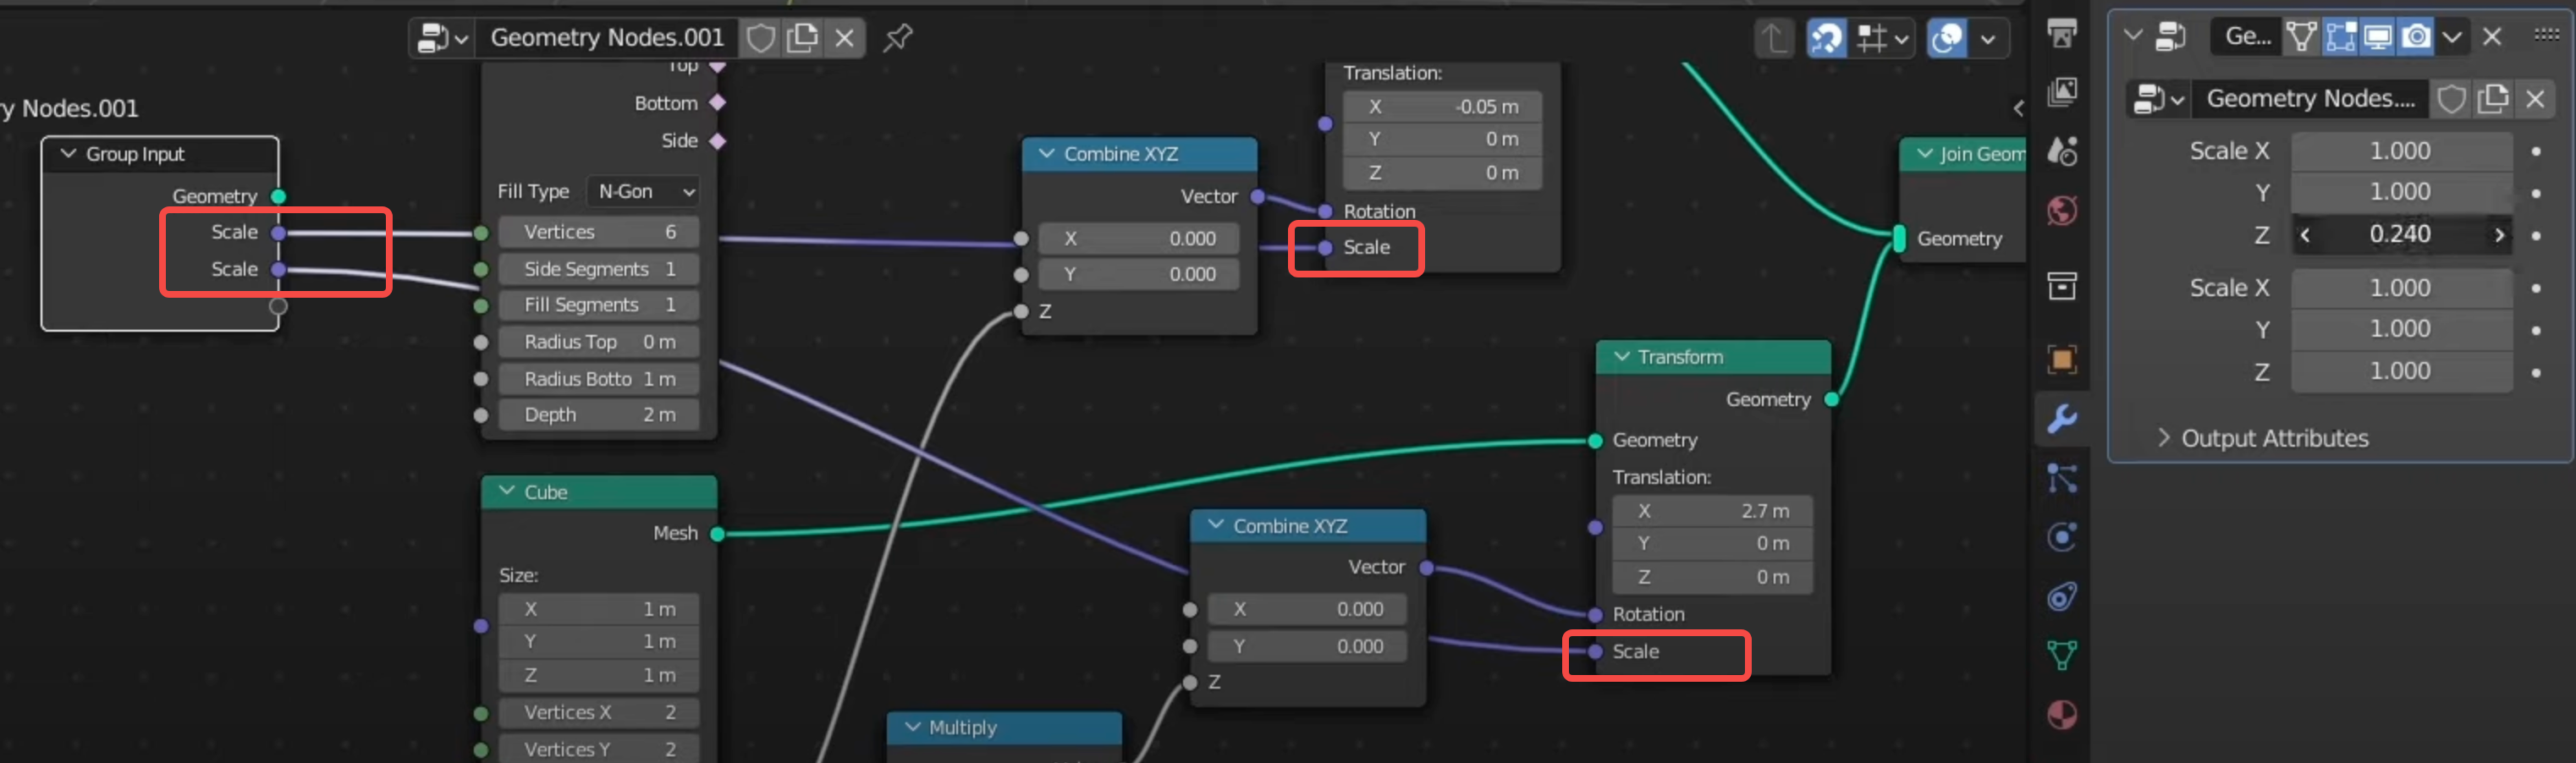 Geometry Nodes.001
ry Nodes.001
Group Input
Geometry
Scale
Scale
Top
Bottom
Side
Fill Type N-Gon
Vertices 6
Side Segments 1
Fill Segments 1
Radius Top 0 m
Radius Botto 1 m
Depth 2 m
Cube
Mesh
Size:
X 1 m
Y 1 m
Z 1 m
Vertices X 2
Vertices Y 2
Combine XYZ
Vector
X 0.000
Y 0.000
Z
Translation:
X -0.05 m
Y 0 m
Z 0 m
Rotation
Scale
Multiply
Combine XYZ
Vector
X 0.000
Y 0.000
Z
Transform
Geometry
Geometry
Translation:
X 2.7 m
Y 0 m
Z 0 m
Rotation
Scale
Join Geom
Geometry
Ge...
Geometry Nodes....
Scale X 1.000
Y 1.000
Z 0.240
Scale X 1.000
Y 1.000
Z 1.000
Output Attributes